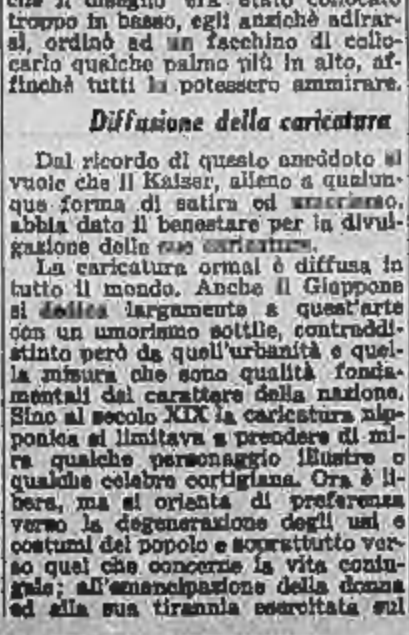 che il disegno era stato collocato
troppo in basso, egli anzichè adirar-
si, ordinò ad un facchino di collo-
carlo qualche palmo più in alto, af-
finchè tutti lo potessero ammirare.
Diffusione della caricatura
Dal ricordo di questo aneddoto si
vuole che il Kaiser, alieno a qualun-
que forma di satira ed
abbia dato il benestare per la divul-
gazione delle sue caricature.
La caricatura ormai è diffusa in
tutto il mondo. Anche il Giappone
si dedica largamente a quest'arte
con un umorismo sottile, contraddi-
stinto però da quell'urbanità e quel-
la misura che sono qualità fonda-
mentali del carattere della nazione.
Sino al secolo XIX la caricatura nip-
ponica si limitava a prendere di mi-
ra qualche personaggio illustre o
qualche celebre cortigiana. Ora è li-
bera, ma si orienta di preferenza
verso la degenerazione degli usi e
costumi del popolo e soprattutto ver-
so quel che concerne la vita coniu-
gale; all'emancipazione della donna
ed alla sua tirannia esercitata sul